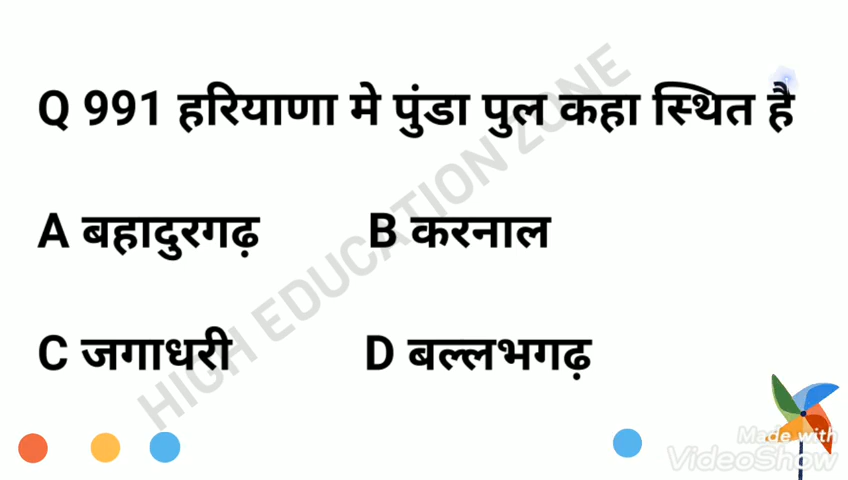 Q 991 हरियाणा मे पुंडा पुल कहा स्थित है
A बहादुरगढ़ B करनाल
C जगाधरी D बल्लभगढ़
HIGH EDUCATION ZONE
Made with
VideoShow